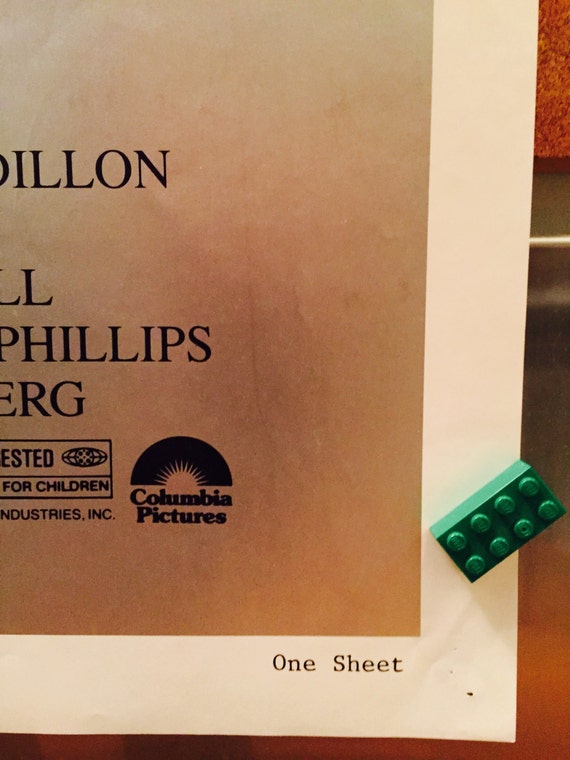 DILLON
LL
PHILLIPS
ERG
ESTED
FOR CHILDREN
INDUSTRIES, INC.
Columbia
Pictures
One Sheet